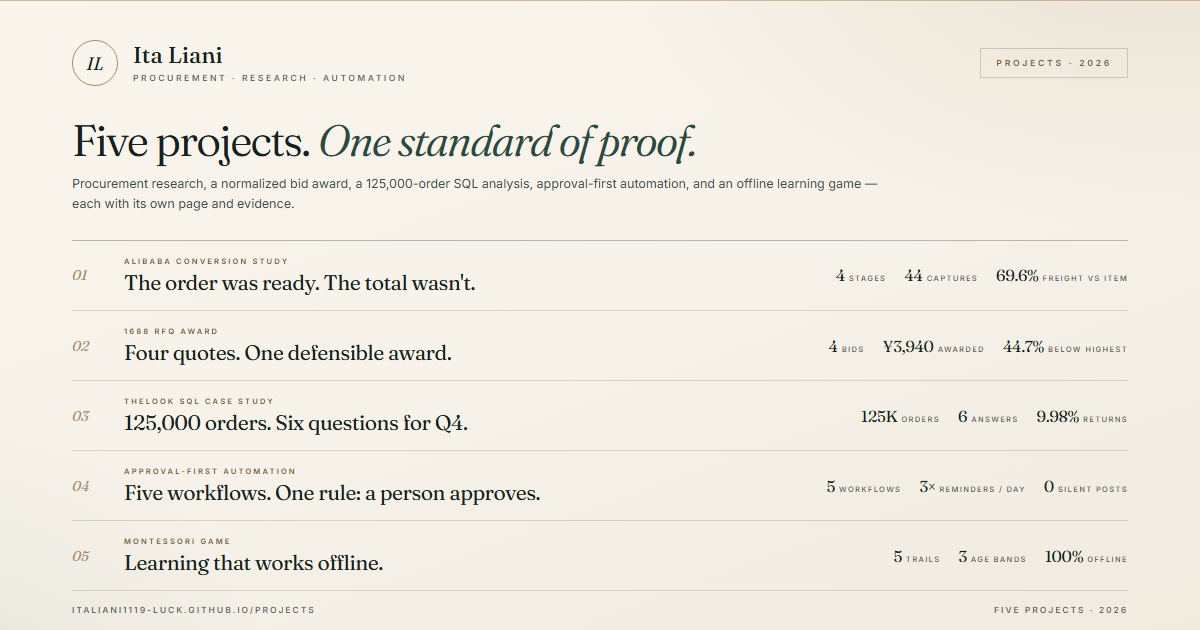 IL
Ita Liani
PROCUREMENT · RESEARCH · AUTOMATION
PROJECTS · 2026
Five projects. One standard of proof.
Procurement research, a normalized bid award, a 125,000-order SQL analysis, approval-first automation, and an offline learning game —
each with its own page and evidence.
01
ALIBABA CONVERSION STUDY
The order was ready. The total wasn't.
4 STAGES 44 CAPTURES 69.6% FREIGHT VS ITEM
02
1688 RFQ AWARD
Four quotes. One defensible award.
4 BIDS ¥3,940 AWARDED 44.7% BELOW HIGHEST
03
THELOOK SQL CASE STUDY
125,000 orders. Six questions for Q4.
125K ORDERS 6 ANSWERS 9.98% RETURNS
04
APPROVAL-FIRST AUTOMATION
Five workflows. One rule: a person approves.
5 WORKFLOWS 3× REMINDERS / DAY 0 SILENT POSTS
05
MONTESSORI GAME
Learning that works offline.
5 TRAILS 3 AGE BANDS 100% OFFLINE
ITALIANI1119-LUCK.GITHUB.IO/PROJECTS
FIVE PROJECTS · 2026